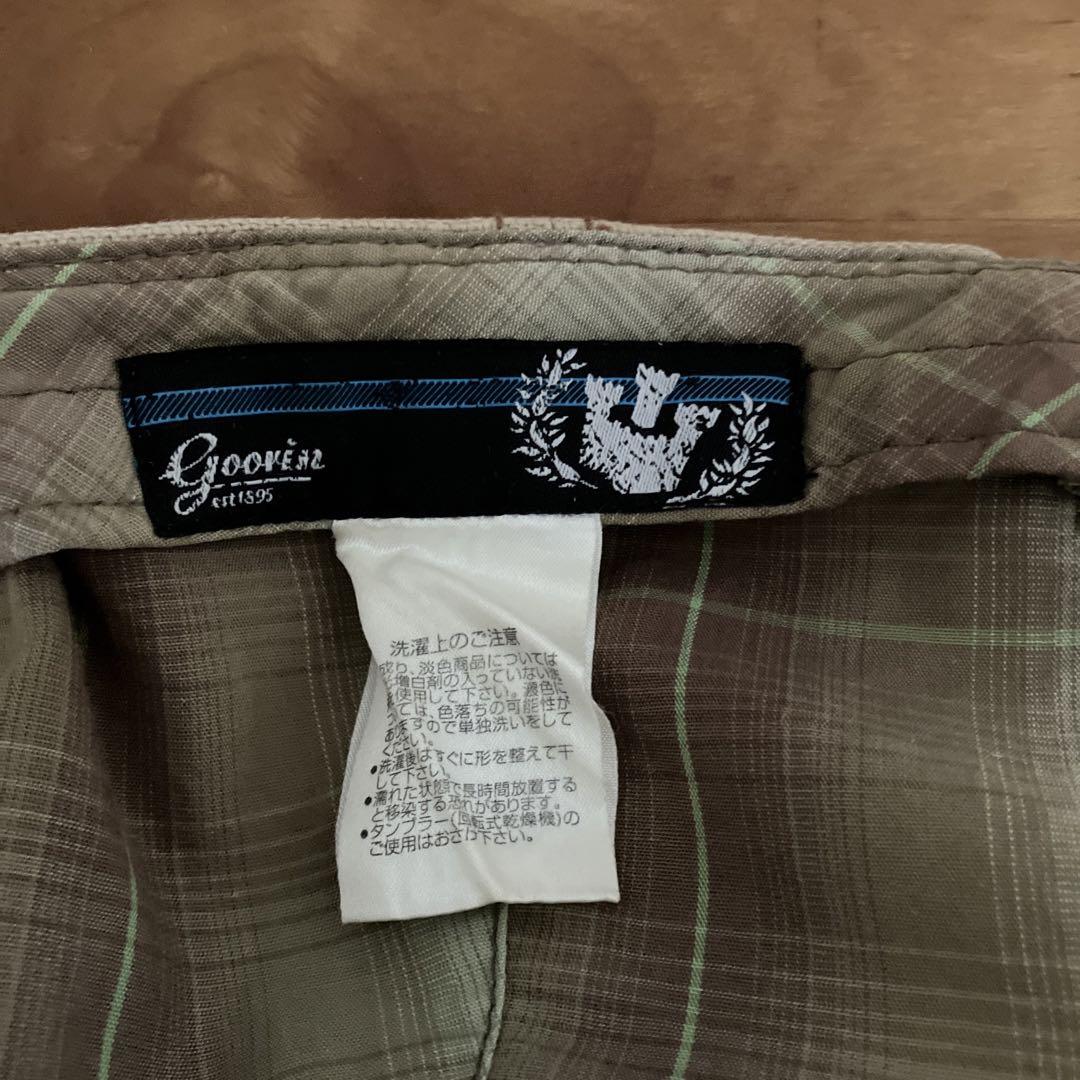 gooveiaz
est1895
洗濯上のご注意
成り、淡色商品については
増白剤の入っていない洗
使用して下さい。濃色に
ては、色落ちの可能性が
ありますので単独洗いをして
ください。
・洗濯後はすぐに形を整えて干
して下さい。
・濡れた状態で長時間放置する
と移染する恐れがあります。
・タンブラー(回転式乾燥機)の
ご使用はおさけ下さい。